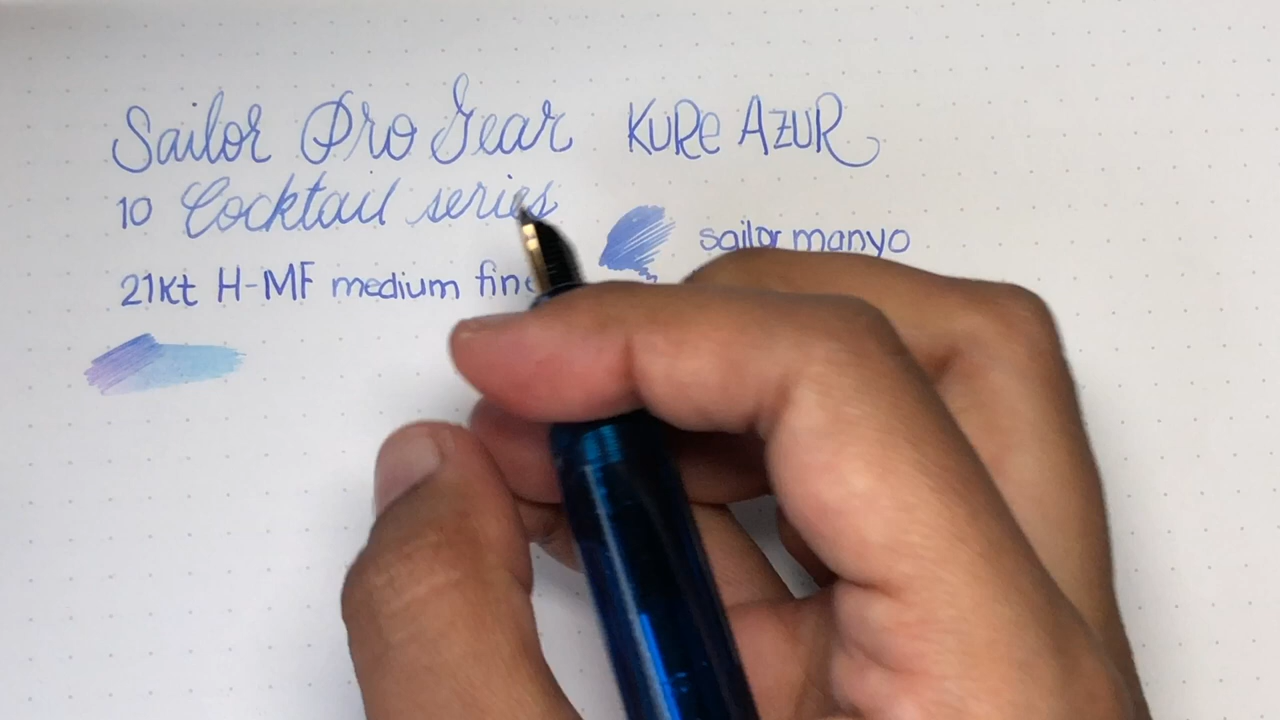 Sailor Pro Gear KURe AZUR
10 Cocktail series
sailor manyo
21kt H-MF medium fine